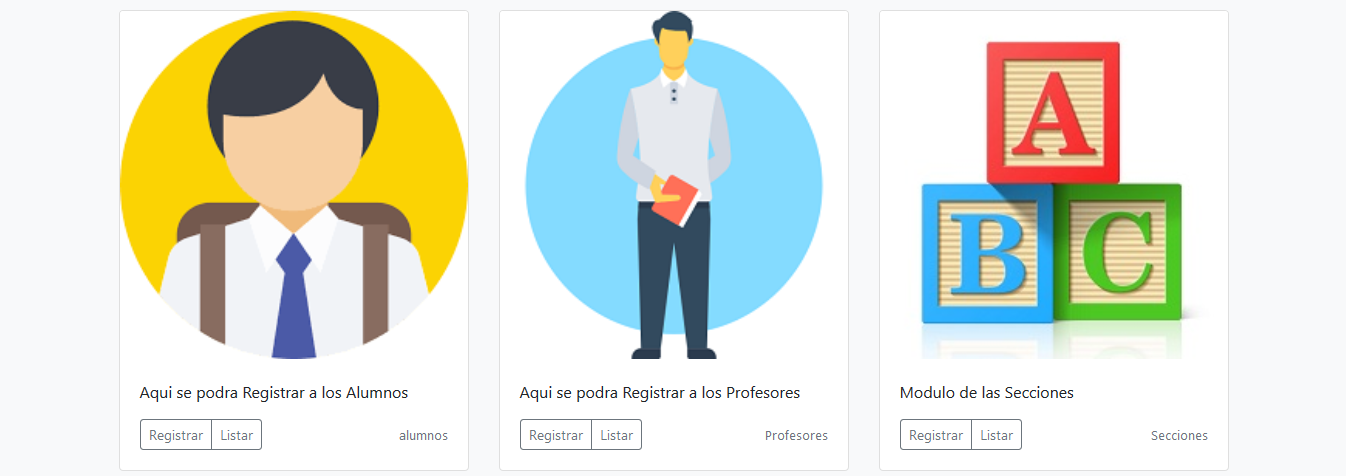 A
B C
Aqui se podra Registrar a los Alumnos
Registrar Listar alumnos
Aqui se podra Registrar a los Profesores
Registrar Listar Profesores
Modulo de las Secciones
Registrar Listar Secciones